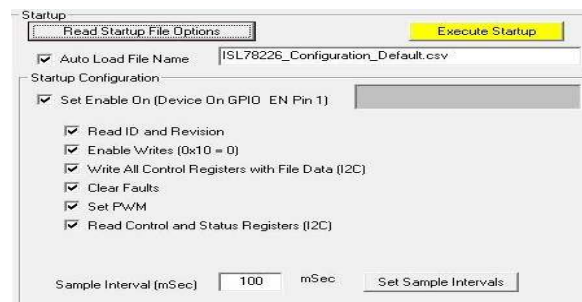 Startup
Read Startup File Options Execute Startup
Auto Load File Name ISL78226_Configuration_Default.csv
Startup Configuration
Set Enable On (Device On GPIO EN Pin 1)
Read ID and Revision
Enable Writes (0x10 = 0)
Write All Control Registers with File Data (I2C)
Clear Faults
Set PWM
Read Control and Status Registers (I2C)
Sample Interval (mSec) 100 mSec Set Sample Intervals